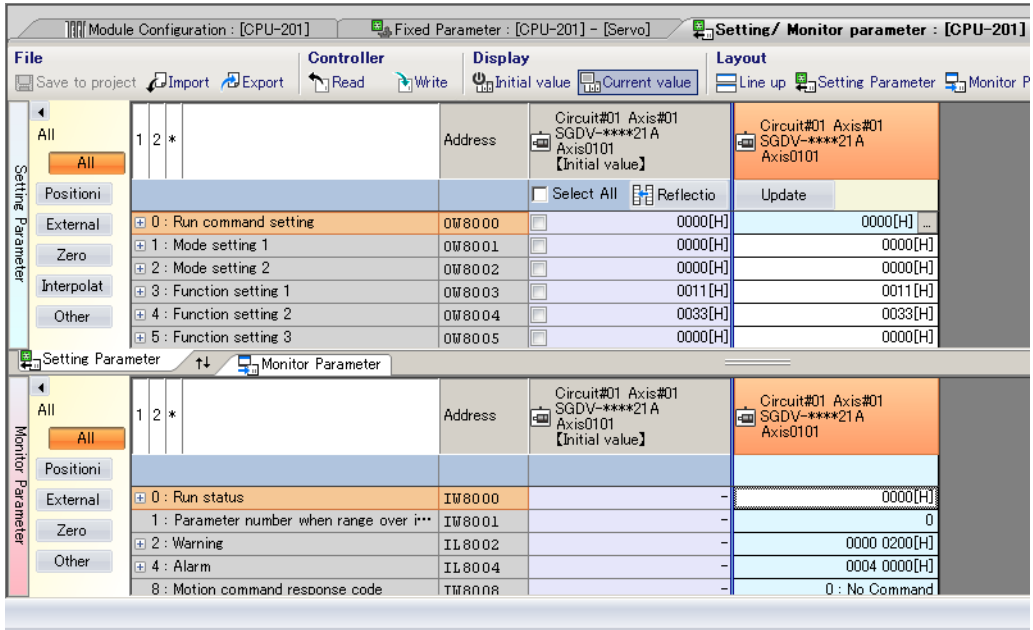 Module Configuration : [CPU-201] Fixed Parameter : [CPU-201] - [Servo] Setting/ Monitor parameter : [CPU-201]
File Controller Display Layout
Save to project Import Export Read Write Initial value Current value Line up Setting Parameter Monitor P
Setting Parameter
All
All
Positioni
External
Zero
Interpolat
Other
1 2 * Address
Circuit#01 Axis#01
SGDV-****21A
Axis0101
【Initial value】
Circuit#01 Axis#01
SGDV-****21A
Axis0101
Select All Reflectio Update
0 : Run command setting OW8000 0000[H] 0000[H] ...
1 : Mode setting 1 OW8001 0000[H] 0000[H]
2 : Mode setting 2 OW8002 0000[H] 0000[H]
3 : Function setting 1 OW8003 0011[H] 0011[H]
4 : Function setting 2 OW8004 0033[H] 0033[H]
5 : Function setting 3 OW8005 0000[H] 0000[H]
Setting Parameter Monitor Parameter
Monitor Parameter
All
All
Positioni
External
Zero
Other
1 2 * Address
Circuit#01 Axis#01
SGDV-****21A
Axis0101
【Initial value】
Circuit#01 Axis#01
SGDV-****21A
Axis0101
0 : Run status IW8000 - 0000[H]
1 : Parameter number when range over i··· IW8001 - 0
2 : Warning IL8002 - 0000 0200[H]
4 : Alarm IL8004 - 0004 0000[H]
8 : Motion command response code IW8008 - 0 : No Command